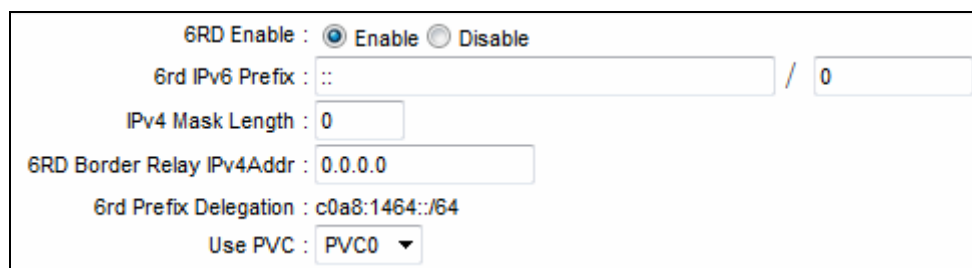 6RD Enable : Enable Disable
6rd IPv6 Prefix : :: / 0
IPv4 Mask Length : 0
6RD Border Relay IPv4Addr : 0.0.0.0
6rd Prefix Delegation : c0a8:1464::/64
Use PVC : PVC0